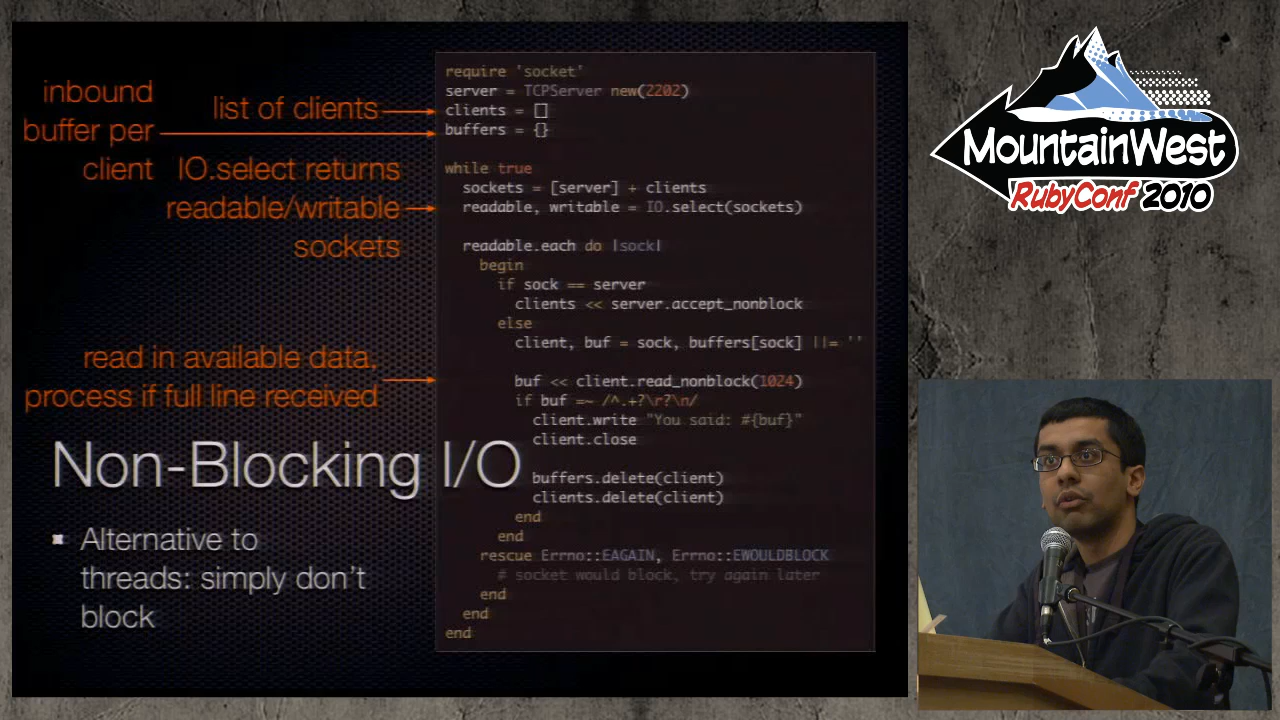 inbound
buffer per
client
list of clients
IO.select returns
readable/writable
sockets
read in available data,
process if full line received
Non-Blocking I/O
Alternative to
threads: simply don't
block
require 'socket'
server = TCPServer new(2202)
clients = []
buffers = {}
while true
sockets = [server] + clients
readable, writable = IO.select(sockets)
readable.each do |sock|
begin
if sock == server
clients << server.accept_nonblock
else
client, buf = sock, buffers[sock] ||= ''
buf << client.read_nonblock(1024)
if buf =~ /^.+?\r?\n/
client.write "You said: #{buf}"
client.close
buffers.delete(client)
clients.delete(client)
end
end
rescue Errno::EAGAIN, Errno::EWOULDBLOCK
# socket would block, try again later
end
end
end
MountainWest
RubyConf 2010